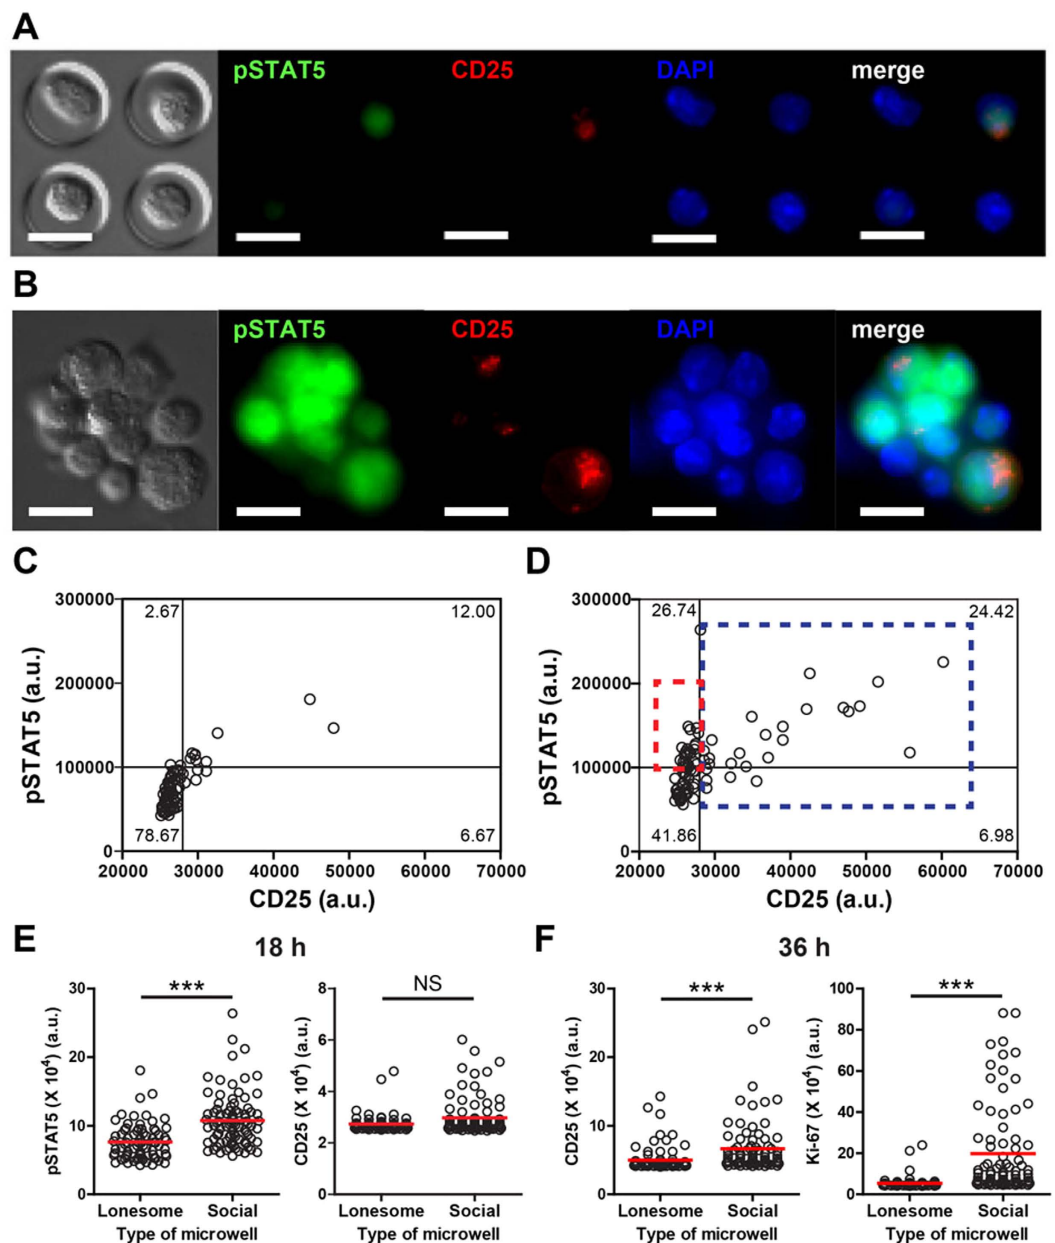 A
pSTAT5 CD25 DAPI merge
B
pSTAT5 CD25 DAPI merge
C
D
300000
200000
100000
0
pSTAT5 (a.u.)
2.67 12.00
78.67 6.67
20000 30000 40000 50000 60000 70000
CD25 (a.u.)
300000
200000
100000
0
pSTAT5 (a.u.)
26.74 24.42
41.86 6.98
20000 30000 40000 50000 60000 70000
CD25 (a.u.)
E
18 h
30
20
10
0
pSTAT5 (X 10⁴) (a.u.)
***
Lonesome Social
Type of microwell
8
6
4
2
0
CD25 (X 10⁴) (a.u.)
NS
Lonesome Social
Type of microwell
F
36 h
30
20
10
0
CD25 (X 10⁴) (a.u.)
***
Lonesome Social
Type of microwell
100
80
60
40
20
0
Ki-67 (X 10⁴) (a.u.)
***
Lonesome Social
Type of microwell